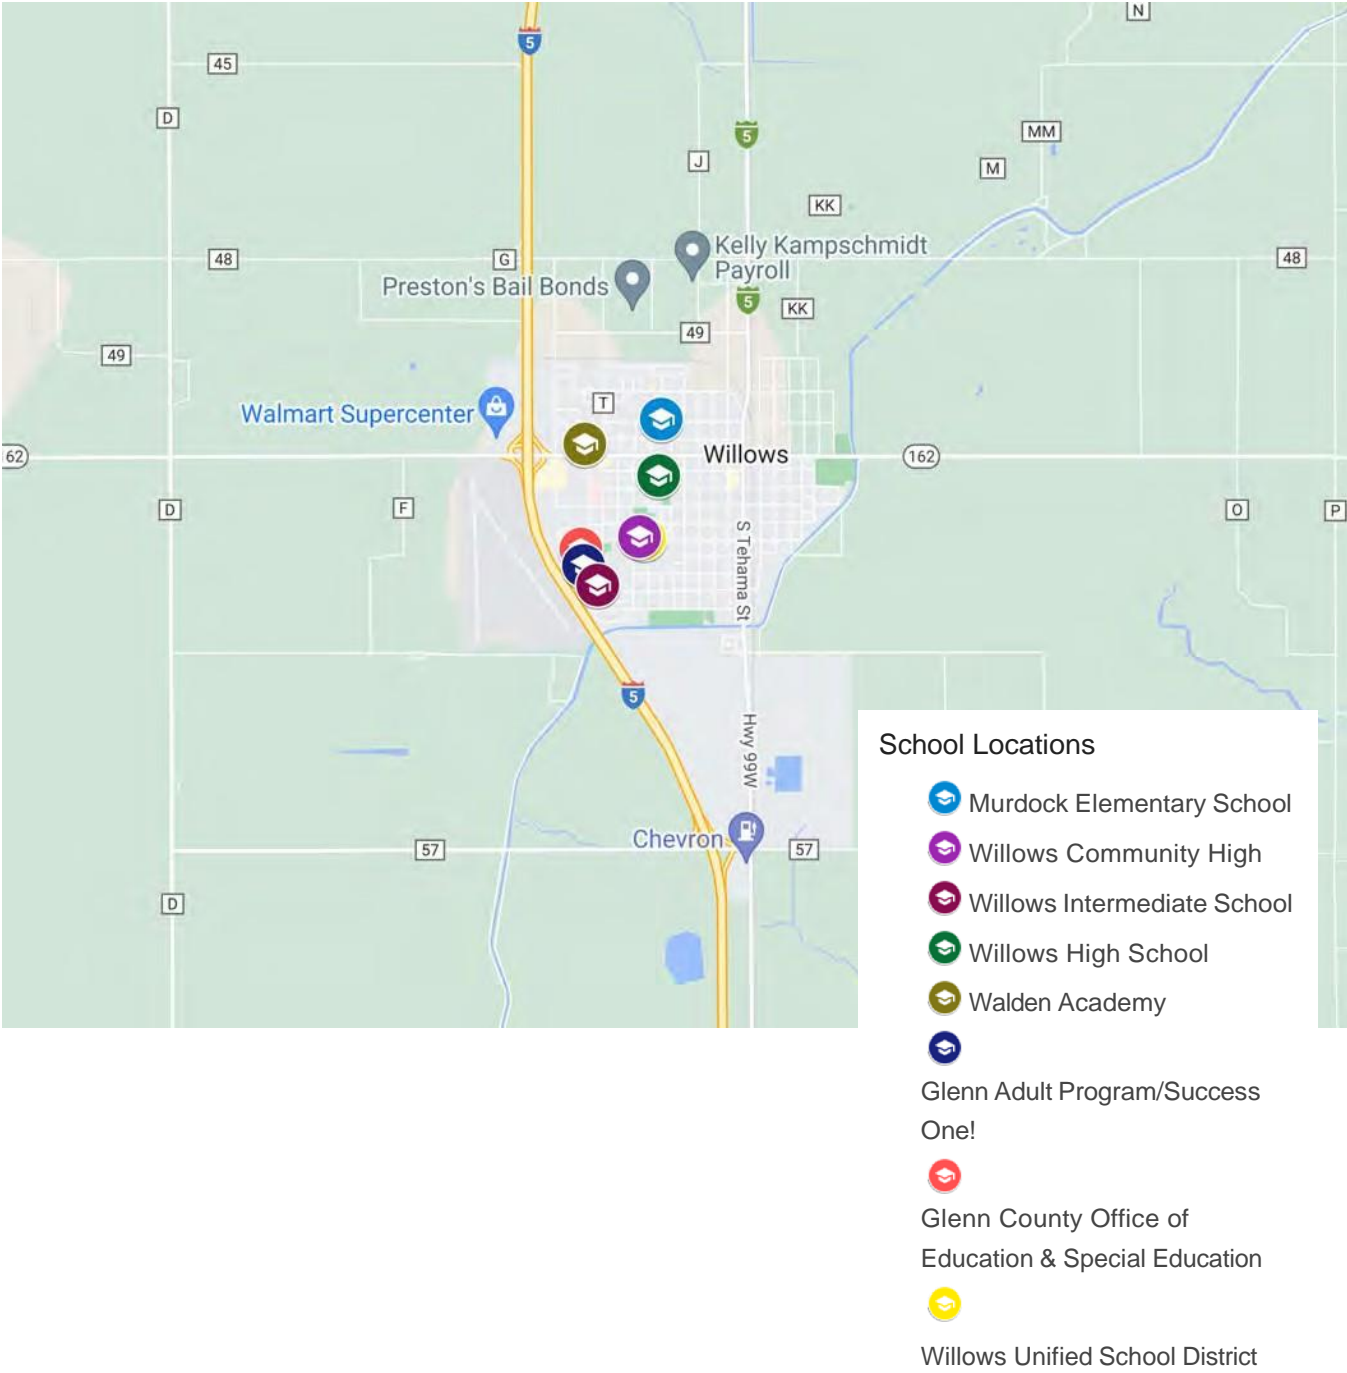 N
5
45
D
5
MM
J
M
KK
48
G
Kelly Kampschmidt
Payroll
48
Preston's Bail Bonds
5
KK
49
49
T
Walmart Supercenter
62
Willows
162
D
F
O
P
S Tehama St
5
Hwy 99W
Chevron
57
57
D
School Locations
Murdock Elementary School
Willows Community High
Willows Intermediate School
Willows High School
Walden Academy
Glenn Adult Program/Success
One!
Glenn County Office of
Education & Special Education
Willows Unified School District